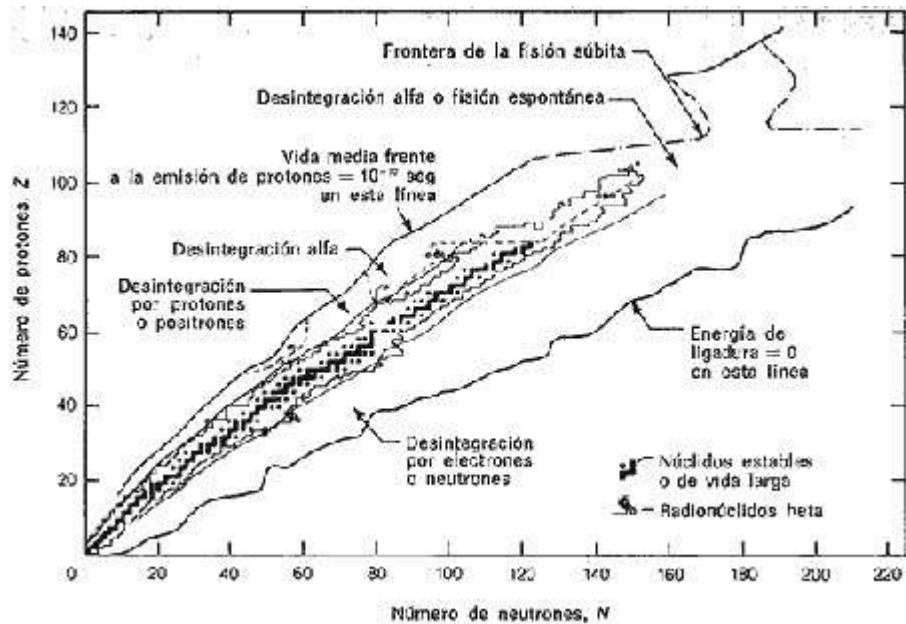 140
120
100
80
60
40
20
Número de protones, Z
Frontera de la fisión súbita
Desintegración alfa o fisión espontánea
Vida media frente
a la emisión de protones = 10 seg
en esta línea
Desintegración alfa
Desintegración
por protones
o positrones
Energía de
ligadura = 0
en esta línea
Desintegración
por electrones
o neutrones
Núclidos estables
o de vida larga
Radionúclidos beta
0 20 40 60 80 100 120 140 160 180 200 220
Número de neutrones, N